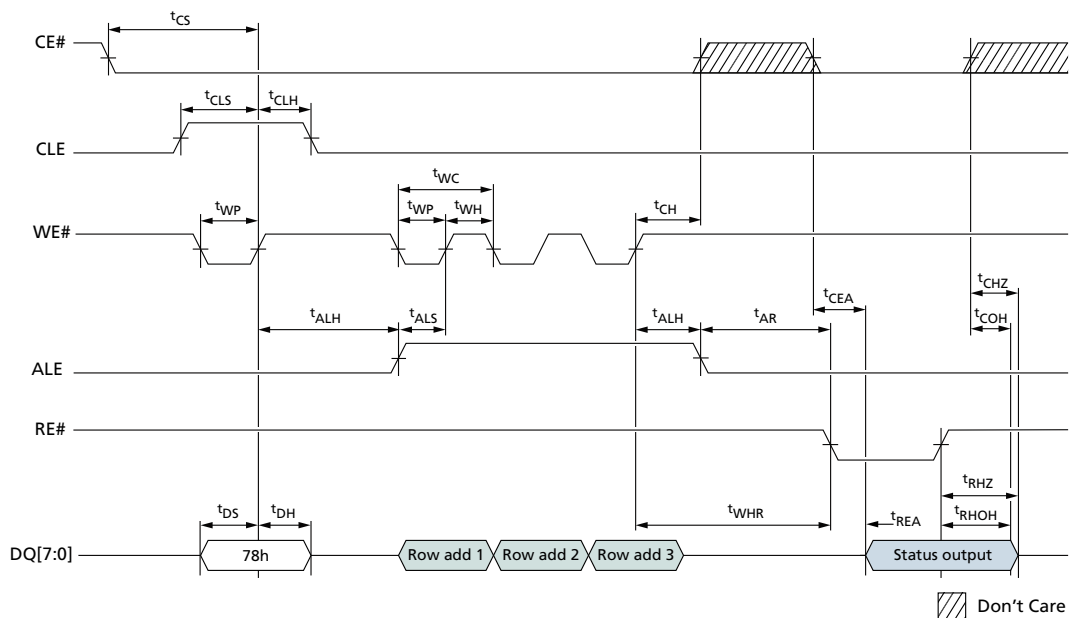 tCS
CE#
tCLS
tCLH
CLE
tWC
tWP
tWP
tWH
tCH
WE#
tCEA
tCHZ
tCOH
tALH
tALS
tALH
tAR
ALE
RE#
tRHZ
tDS
tDH
tWHR
tREA
tRHOH
DQ[7:0]
78h
Row add 1
Row add 2
Row add 3
Status output
Don't Care